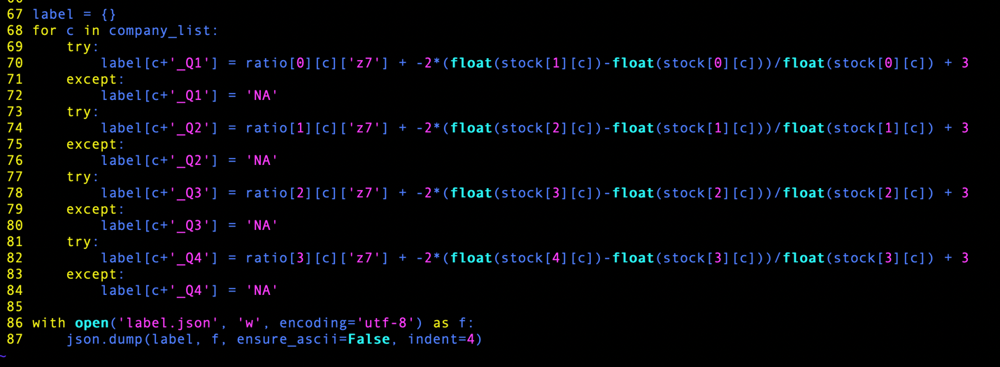 67 label = {}
68 for c in company_list:
69     try:
70         label[c+'_Q1'] = ratio[0][c]['z7'] + -2*(float(stock[1][c])-float(stock[0][c]))/float(stock[0][c]) + 3
71     except:
72         label[c+'_Q1'] = 'NA'
73     try:
74         label[c+'_Q2'] = ratio[1][c]['z7'] + -2*(float(stock[2][c])-float(stock[1][c]))/float(stock[1][c]) + 3
75     except:
76         label[c+'_Q2'] = 'NA'
77     try:
78         label[c+'_Q3'] = ratio[2][c]['z7'] + -2*(float(stock[3][c])-float(stock[2][c]))/float(stock[2][c]) + 3
79     except:
80         label[c+'_Q3'] = 'NA'
81     try:
82         label[c+'_Q4'] = ratio[3][c]['z7'] + -2*(float(stock[4][c])-float(stock[3][c]))/float(stock[3][c]) + 3
83     except:
84         label[c+'_Q4'] = 'NA'
85
86 with open('label.json', 'w', encoding='utf-8') as f:
87     json.dump(label, f, ensure_ascii=False, indent=4)
~